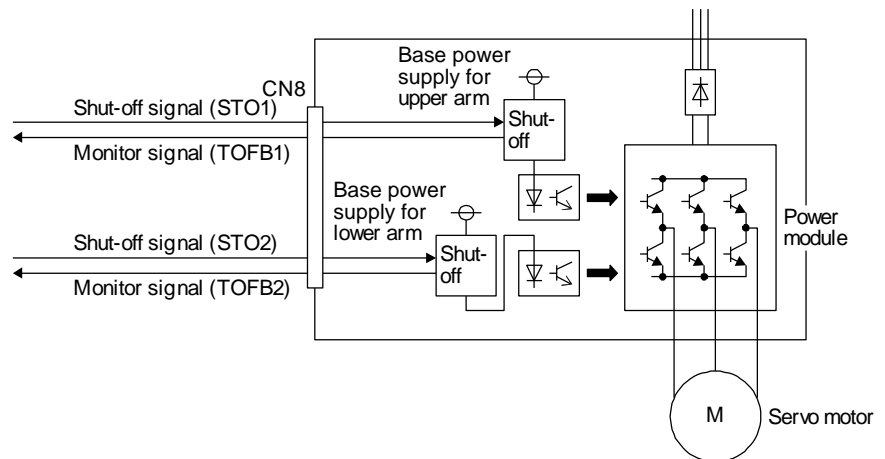 Base power
supply for
upper arm
CN8
Shut-off signal (STO1)
Shut-
off
Monitor signal (TOFB1)
Base power
supply for
lower arm
Power
module
Shut-off signal (STO2)
Shut-
off
Monitor signal (TOFB2)
M
Servo motor